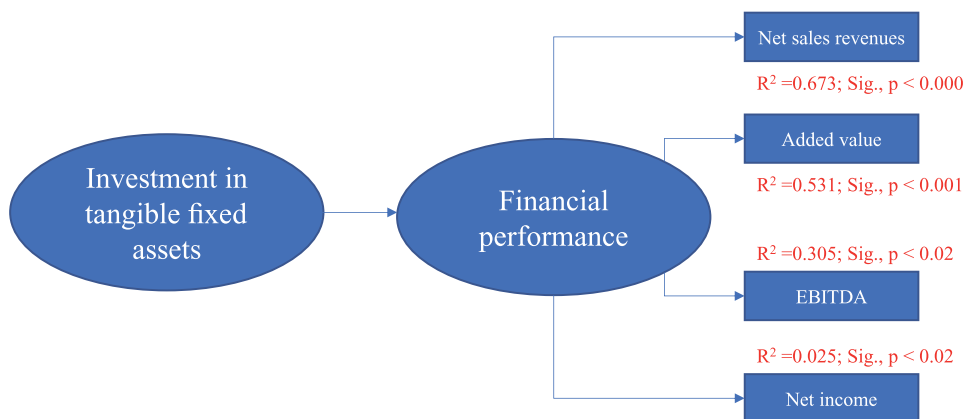 Net sales revenues
R² =0.673; Sig., p < 0.000
Added value
R² =0.531; Sig., p < 0.001
Investment in
tangible fixed
assets
Financial
performance
R² =0.305; Sig., p < 0.02
EBITDA
R² =0.025; Sig., p < 0.02
Net income